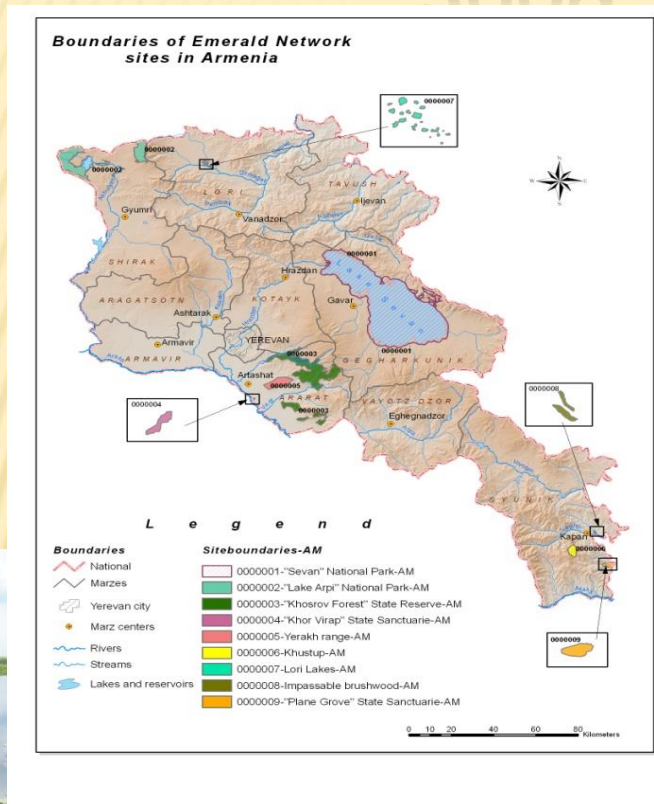 Boundaries of Emerald Network
sites in Armenia
0000007
0000002
0000002
LORI
TAVUSH
Ijevan
Gyumri
Vanadzor
SHIRAK
0000001
Lake Sevan
Hrazdan
ARAGATSOTN
KOTAYK
Gavar
Ashtarak
Armavir
YEREVAN
ARMAVIR
0000003
0000001
GEGHARKUNIK
Artashat
0000005
0000008
0000004
ARARAT
VAYOTZ DZOR
0000003
Eghegnadzor
SYUNIK
Kapan
0000006
0000009
Legend
Boundaries
National
Marzes
Yerevan city
Marz centers
Rivers
Streams
Lakes and reservoirs
Siteboundaries-AM
0000001-"Sevan" National Park-AM
0000002-"Lake Arpi" National Park-AM
0000003-"Khosrov Forest" State Reserve-AM
0000004-"Khor Virap" State Sanctuarie-AM
0000005-Yerakh range-AM
0000006-Khustup-AM
0000007-Lori Lakes-AM
0000008-Impassable brushwood-AM
0000009-"Plane Grove" State Sanctuarie-AM
0 10 20 40 60 80
Kilometers